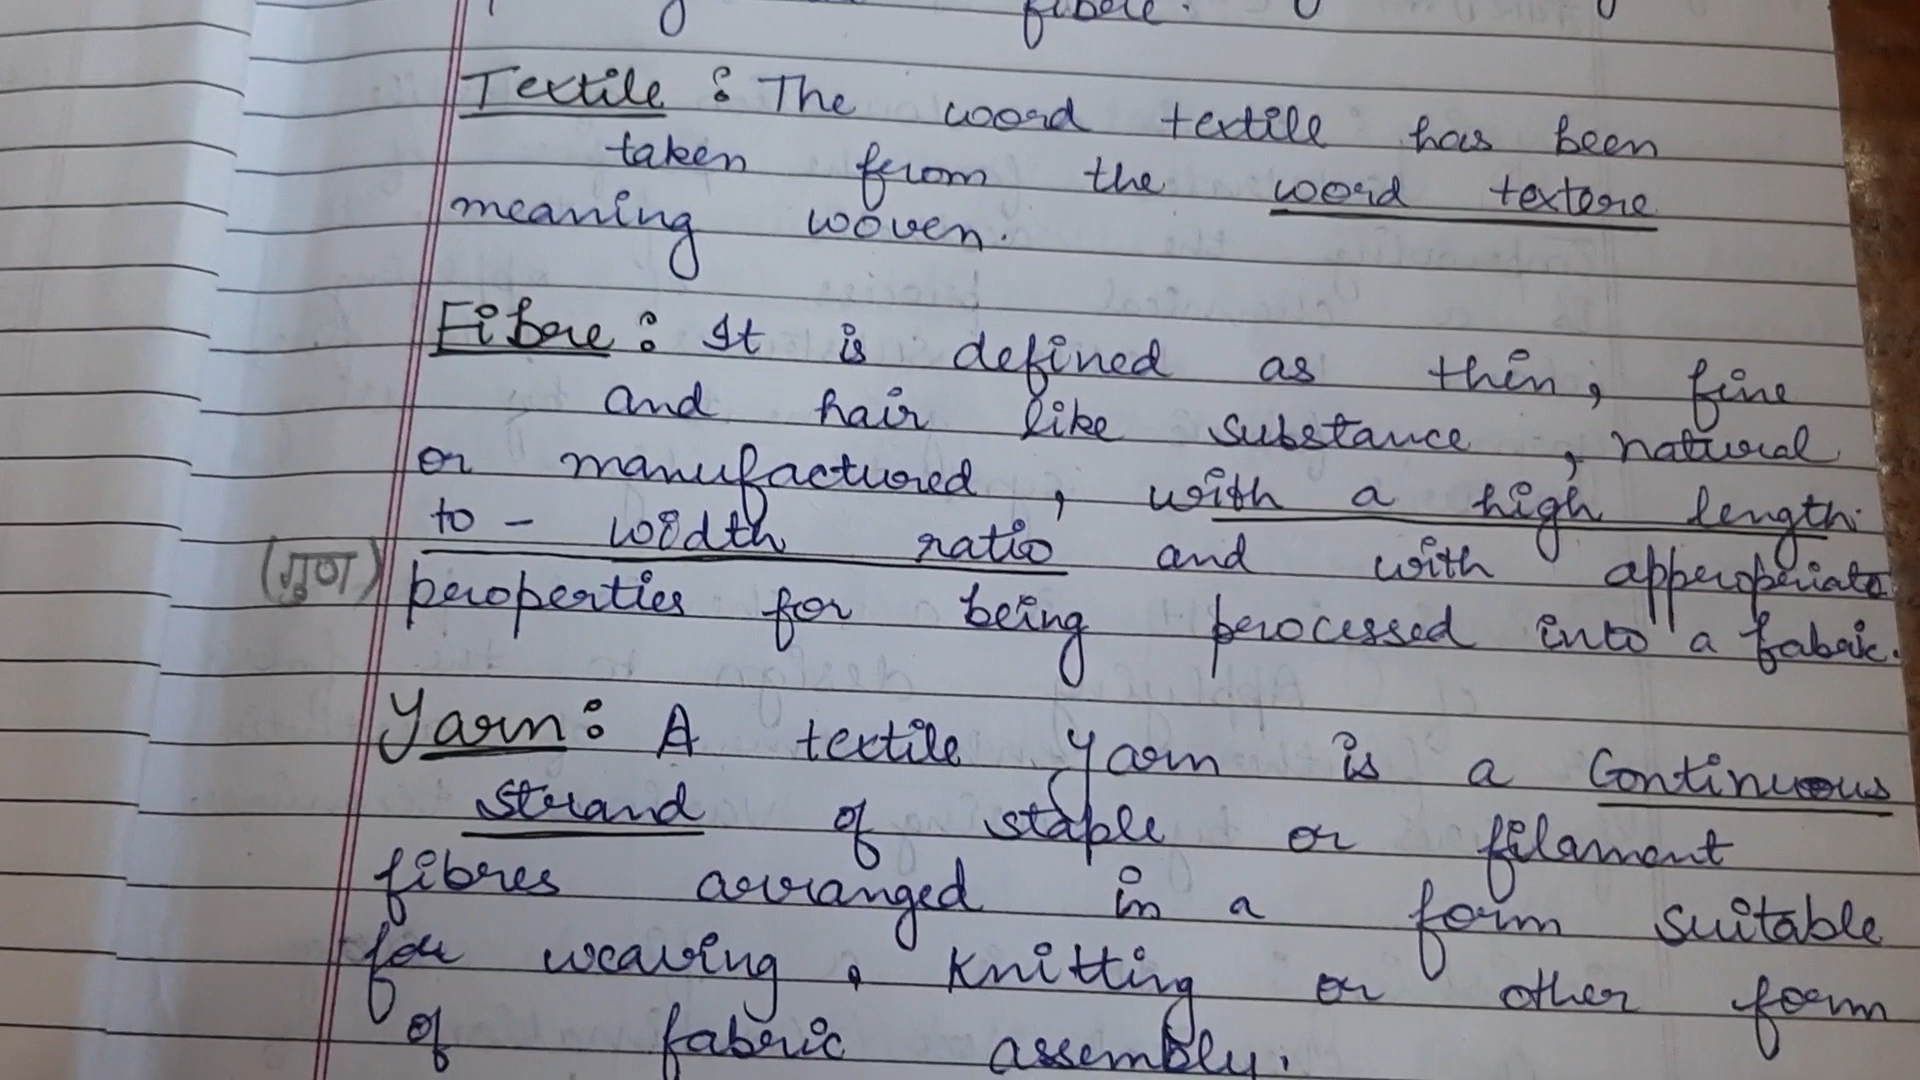 fibre.
Textile : The word textile has been
taken from the word textere
meaning woven.
Fibre : It is defined as thin, fine
and hair like substance, natural
or manufactured, with a high length
to - width ratio and with appropriate
(गुण) properties for being processed into a fabric.
Yarn : A textile yarn is a Continuous
strand of staple or filament
fibres arranged in a form suitable
for weaving, Knitting or other form
of fabric assembly.